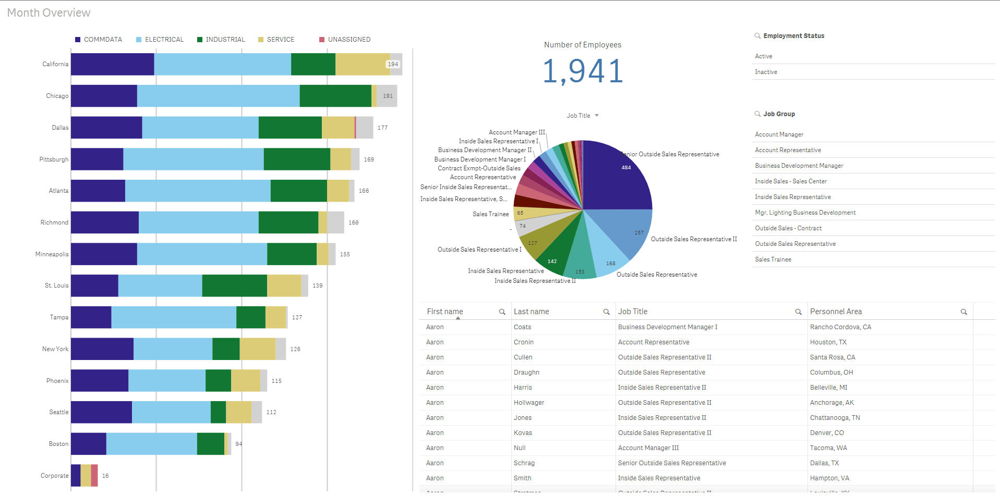 Month Overview
COMMDATA ELECTRICAL INDUSTRIAL SERVICE UNASSIGNED
California 194
Chicago 191
Dallas 177
Pittsburgh 169
Atlanta 166
Richmond 160
Minneapolis 155
St. Louis 139
Tampa 127
New York 126
Phoenix 115
Seattle 112
Boston 94
Corporate 16
Number of Employees
1,941
Job Title
Account Manager III
Inside Sales Representative I
Business Development Manager II
Business Development Manager I
Contract Exmpt-Outside Sales
Account Representative
Senior Inside Sales Representat...
Inside Sales Representative, S...
Sales Trainee 65
- 74
Outside Sales Representative I 127
Inside Sales Representative 142
Inside Sales Representative II 153
Outside Sales Representative 168
Outside Sales Representative II 257
Senior Outside Sales Representative
484
Employment Status
Active
Inactive
Job Group
Account Manager
Account Representative
Business Development Manager
Inside Sales - Sales Center
Inside Sales Representative
Mgr, Lighting Business Development
Outside Sales - Contract
Outside Sales Representative
Sales Trainee
First name Last name Job Title Personnel Area
Aaron Coats Business Development Manager I Rancho Cordova, CA
Aaron Cronin Account Representative Houston, TX
Aaron Cullen Outside Sales Representative II Santa Rosa, CA
Aaron Draughn Outside Sales Representative Columbus, OH
Aaron Harris Inside Sales Representative II Belleville, MI
Aaron Hollwager Outside Sales Representative II Anchorage, AK
Aaron Jones Inside Sales Representative II Chattanooga, TN
Aaron Kovas Outside Sales Representative II Denver, CO
Aaron Null Account Manager III Tacoma, WA
Aaron Schrag Senior Outside Sales Representative Dallas, TX
Aaron Smith Inside Sales Representative Hampton, VA